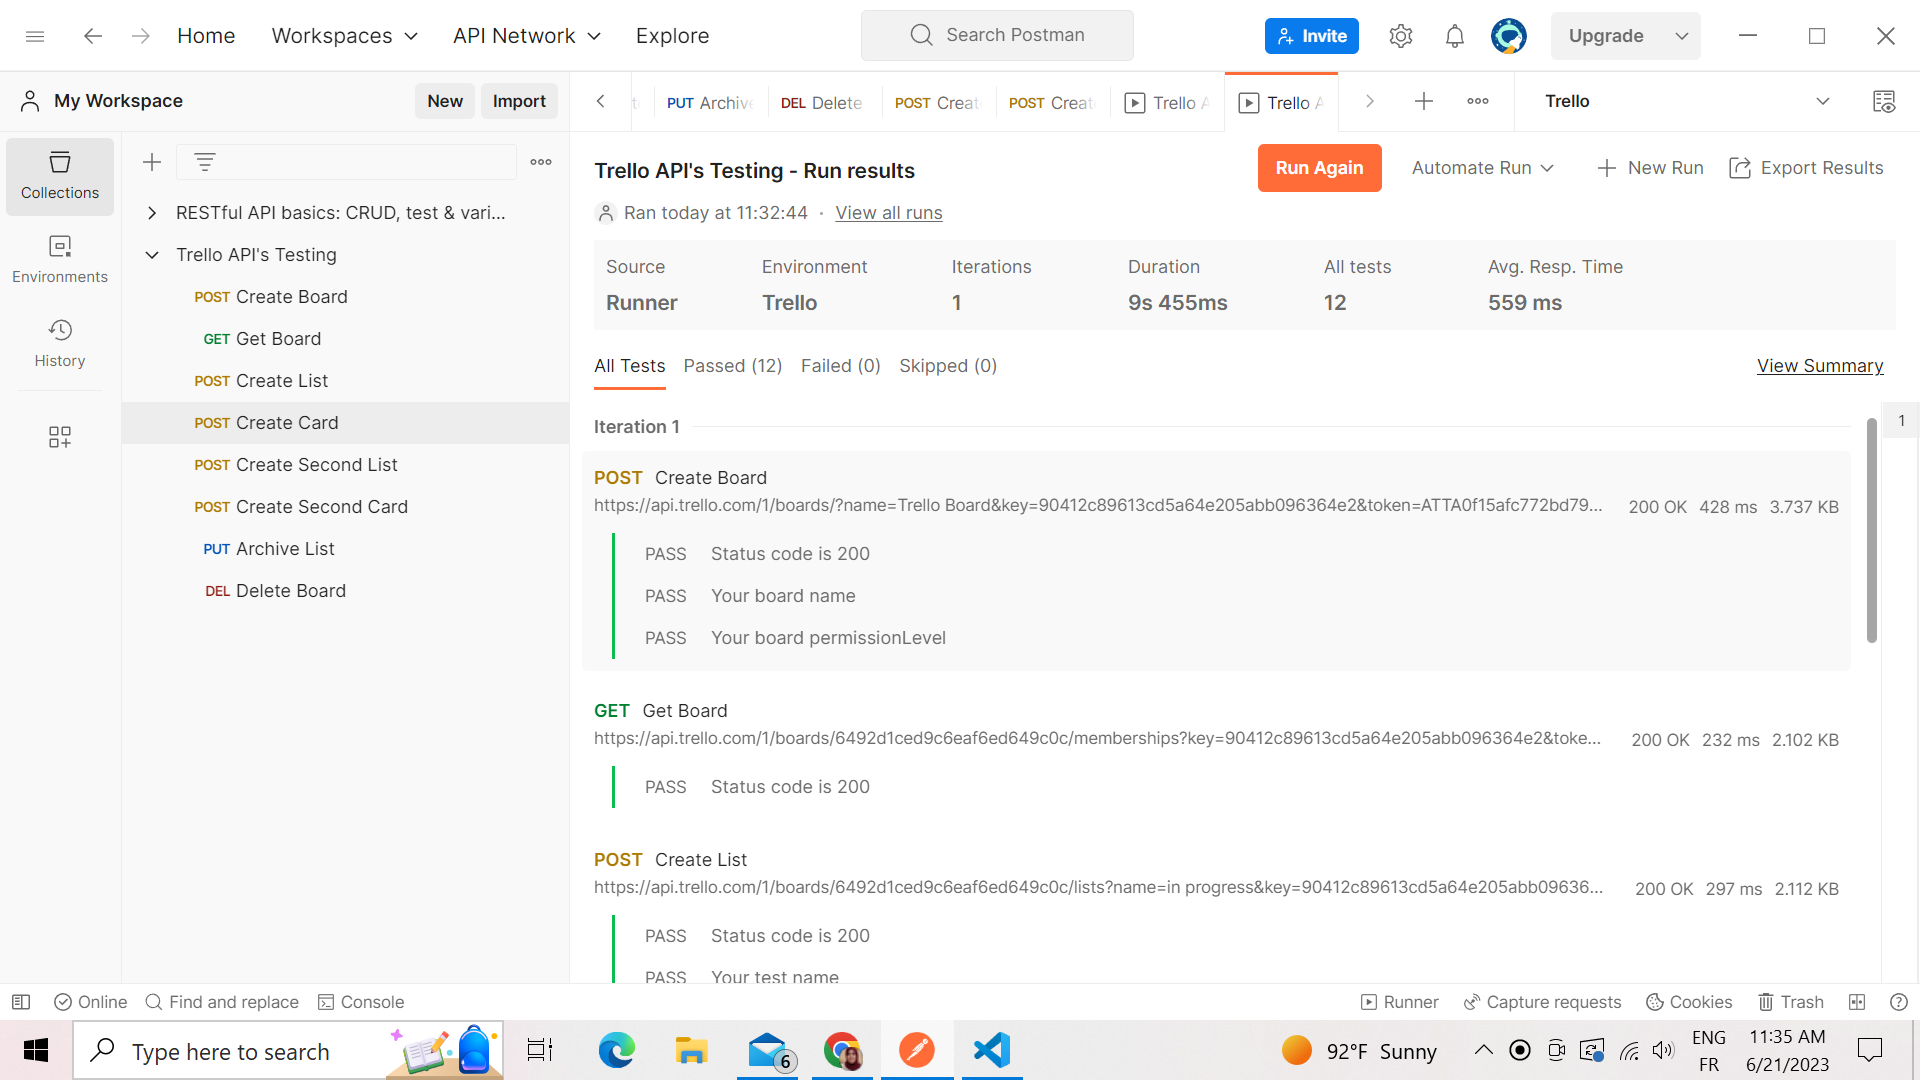 Home
Workspaces
API Network
Explore
Search Postman
Invite
Upgrade
My Workspace
New
Import
PUT Archive
DEL Delete
POST Creat
POST Creat
Trello A
Trello A
Trello
Collections
Environments
History
RESTful API basics: CRUD, test & vari...
Trello API's Testing
POST Create Board
GET Get Board
POST Create List
POST Create Card
POST Create Second List
POST Create Second Card
PUT Archive List
DEL Delete Board
Trello API's Testing - Run results
Run Again
Automate Run
New Run
Export Results
Ran today at 11:32:44 · View all runs
Source Environment Iterations Duration All tests Avg. Resp. Time
Runner Trello 1 9s 455ms 12 559 ms
All Tests Passed (12) Failed (0) Skipped (0) View Summary
Iteration 1
1
POST Create Board
https://api.trello.com/1/boards/?name=Trello Board&key=90412c89613cd5a64e205abb096364e2&token=ATTA0f15afc772bd79... 200 OK 428 ms 3.737 KB
PASS Status code is 200
PASS Your board name
PASS Your board permissionLevel
GET Get Board
https://api.trello.com/1/boards/6492d1ced9c6eaf6ed649c0c/memberships?key=90412c89613cd5a64e205abb096364e2&toke... 200 OK 232 ms 2.102 KB
PASS Status code is 200
POST Create List
https://api.trello.com/1/boards/6492d1ced9c6eaf6ed649c0c/lists?name=in progress&key=90412c89613cd5a64e205abb09636... 200 OK 297 ms 2.112 KB
PASS Status code is 200
PASS Your test name
Online Find and replace Console
Runner Capture requests Cookies Trash
Type here to search
6
92°F Sunny
ENG
FR
11:35 AM
6/21/2023